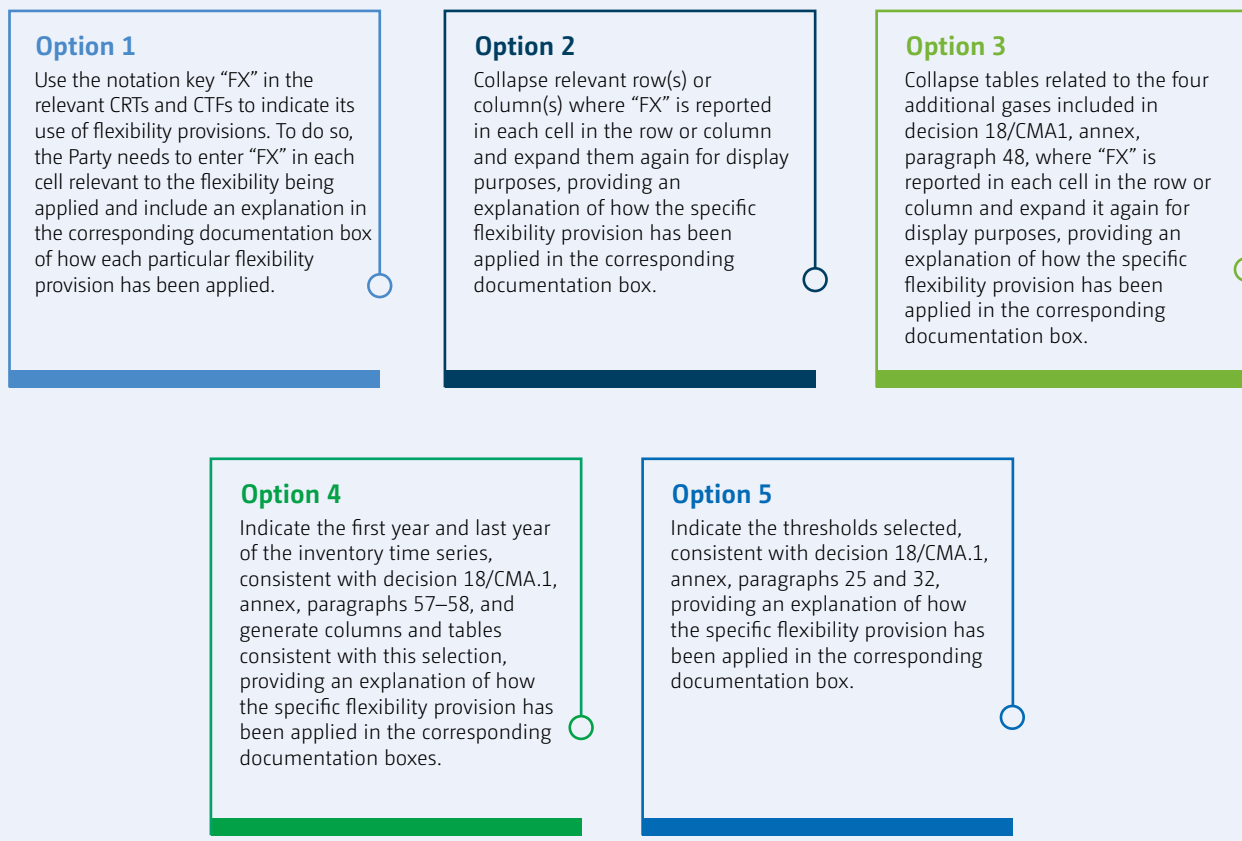 Option 1
Use the notation key “FX” in the
relevant CRTs and CTFs to indicate its
use of flexibility provisions. To do so,
the Party needs to enter “FX” in each
cell relevant to the flexibility being
applied and include an explanation in
the corresponding documentation box
of how each particular flexibility
provision has been applied.
Option 2
Collapse relevant row(s) or
column(s) where “FX” is reported
in each cell in the row or column
and expand them again for display
purposes, providing an
explanation of how the specific
flexibility provision has been
applied in the corresponding
documentation box.
Option 3
Collapse tables related to the four
additional gases included in
decision 18/CMA1, annex,
paragraph 48, where “FX” is
reported in each cell in the row or
column and expand it again for
display purposes, providing an
explanation of how the specific
flexibility provision has been
applied in the corresponding
documentation box.
Option 4
Indicate the first year and last year
of the inventory time series,
consistent with decision 18/CMA.1,
annex, paragraphs 57–58, and
generate columns and tables
consistent with this selection,
providing an explanation of how
the specific flexibility provision has
been applied in the corresponding
documentation boxes.
Option 5
Indicate the thresholds selected,
consistent with decision 18/CMA.1,
annex, paragraphs 25 and 32,
providing an explanation of how
the specific flexibility provision has
been applied in the corresponding
documentation box.